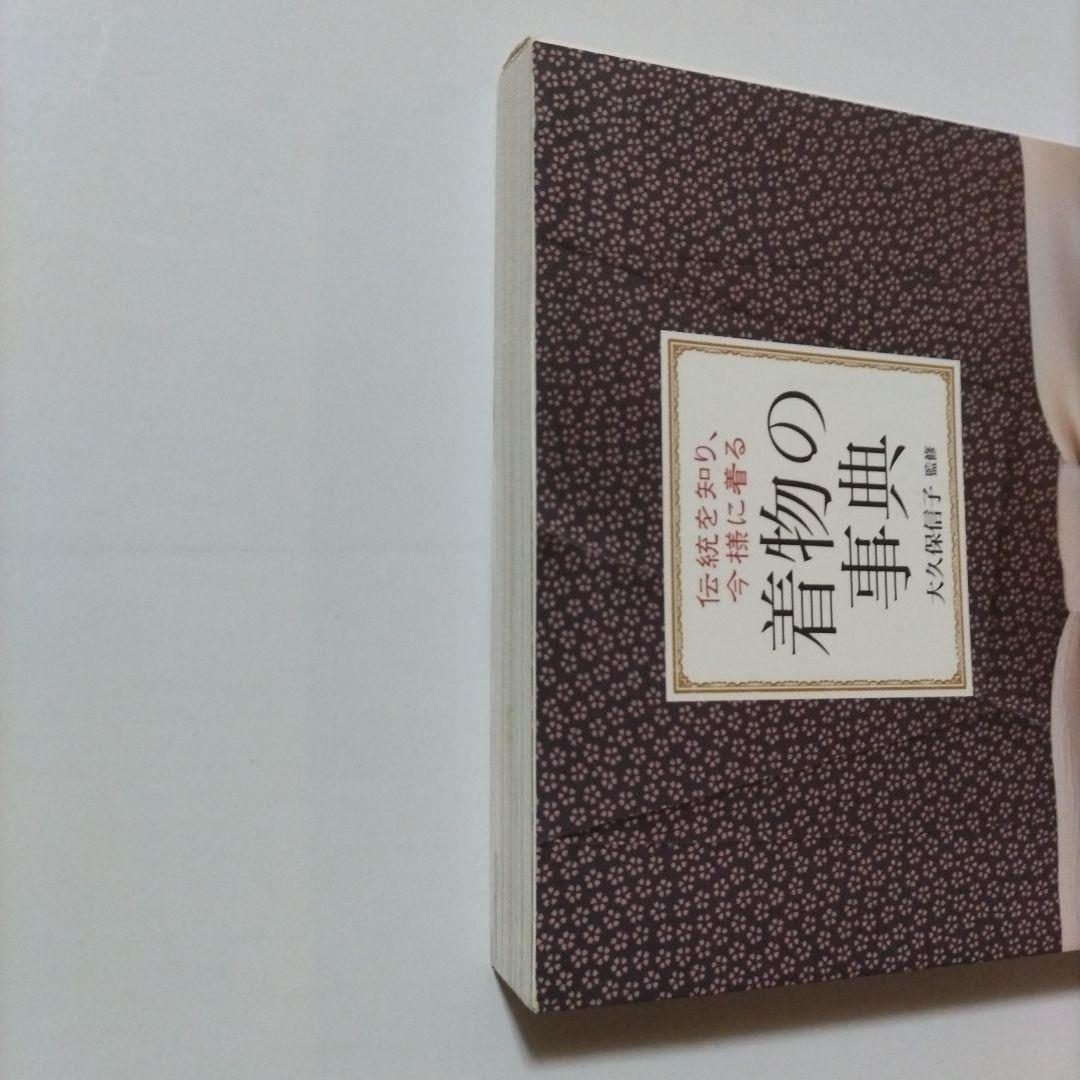 伝統を知り、
今様に着る
着物の
事典
大久保信子 監修